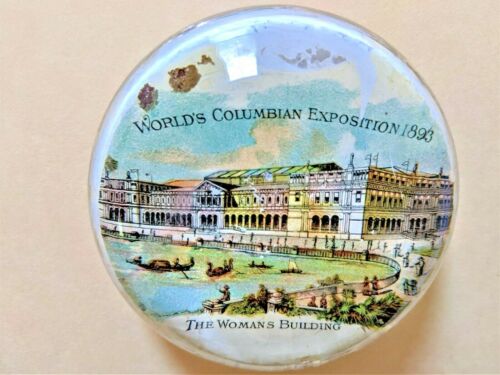 WORLD'S COLUMBIAN EXPOSITION 1893
THE WOMANS BUILDING